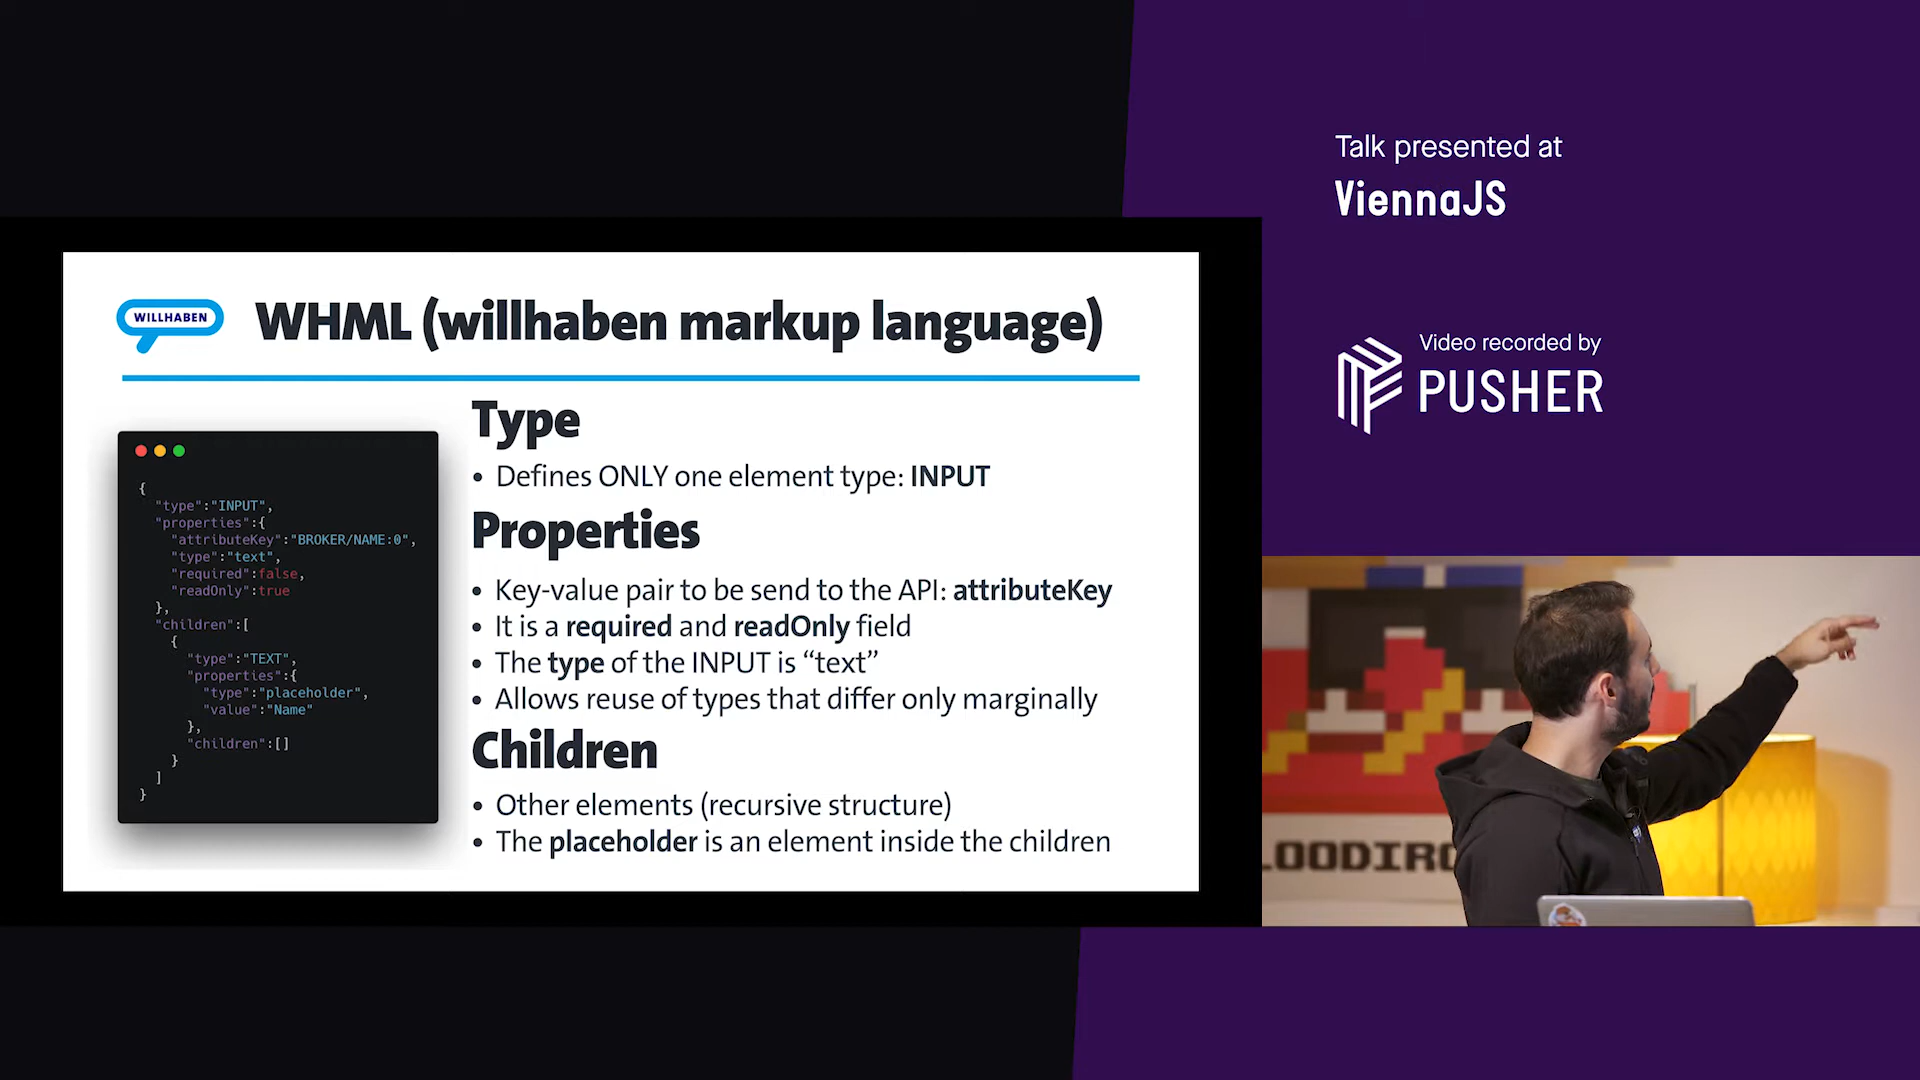 Talk presented at
ViennaJS
Video recorded by
PUSHER
WILLHABEN
WHML (willhaben markup language)
{
"type":"INPUT",
"properties":{
"attributeKey":"BROKER/NAME:0",
"type":"text",
"required":false,
"readOnly":true
},
"children":[
{
"type":"TEXT",
"properties":{
"type":"placeholder",
"value":"Name"
},
"children":[]
}
]
}
Type
• Defines ONLY one element type: INPUT
Properties
• Key-value pair to be send to the API: attributeKey
• It is a required and readOnly field
• The type of the INPUT is “text”
• Allows reuse of types that differ only marginally
Children
• Other elements (recursive structure)
• The placeholder is an element inside the children